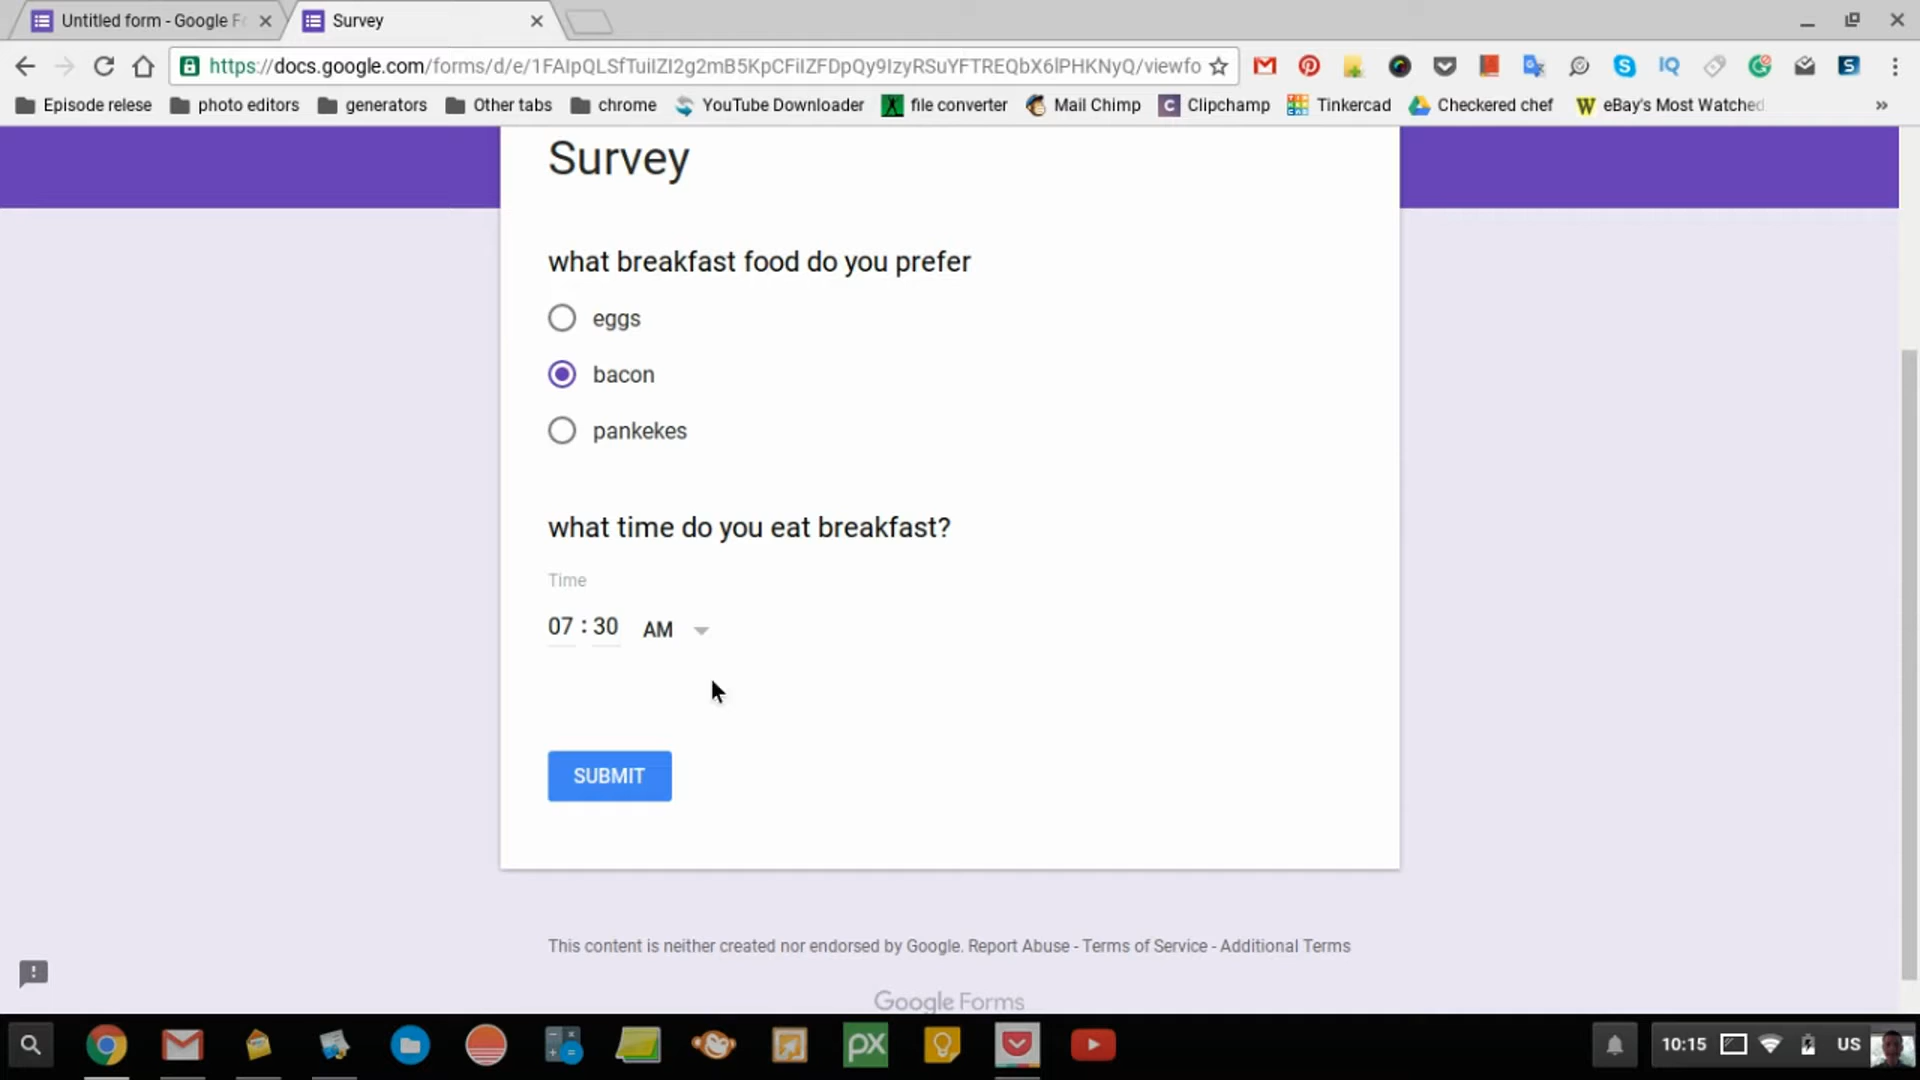 Untitled form - Google F
Survey
https://docs.google.com/forms/d/e/1FAIpQLSfTuiIZI2g2mB5KpCFiIZFDpQy9IzyRSuYFTREQbX6lPHKNyQ/viewfo
Episode relese
photo editors
generators
Other tabs
chrome
YouTube Downloader
file converter
Mail Chimp
Clipchamp
Tinkercad
Checkered chef
eBay's Most Watched
Survey
what breakfast food do you prefer
eggs
bacon
pankekes
what time do you eat breakfast?
Time
07 : 30 AM
SUBMIT
This content is neither created nor endorsed by Google. Report Abuse - Terms of Service - Additional Terms
Google Forms
10:15
US